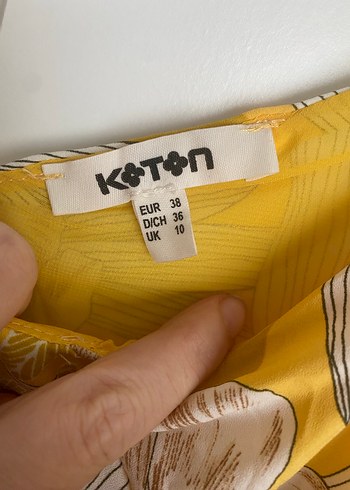 KOTON
EUR 38
D/CH 36
UK 10